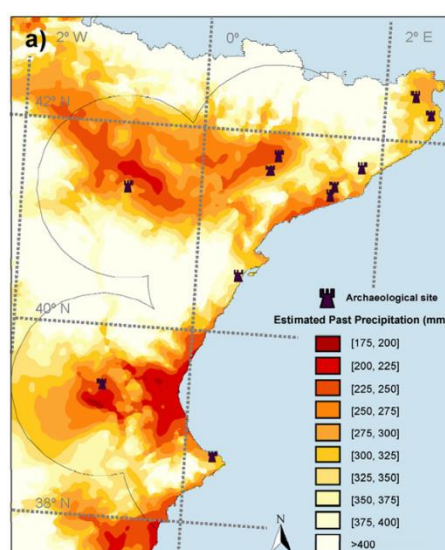 a)
2° W
0°
2° E
42° N
40° N
38° N
Archaeological site
Estimated Past Precipitation (mm
[175, 200]
[200, 225]
[225, 250]
[250, 275]
[275, 300]
[300, 325]
[325, 350]
[350, 375]
[375, 400]
>400
N